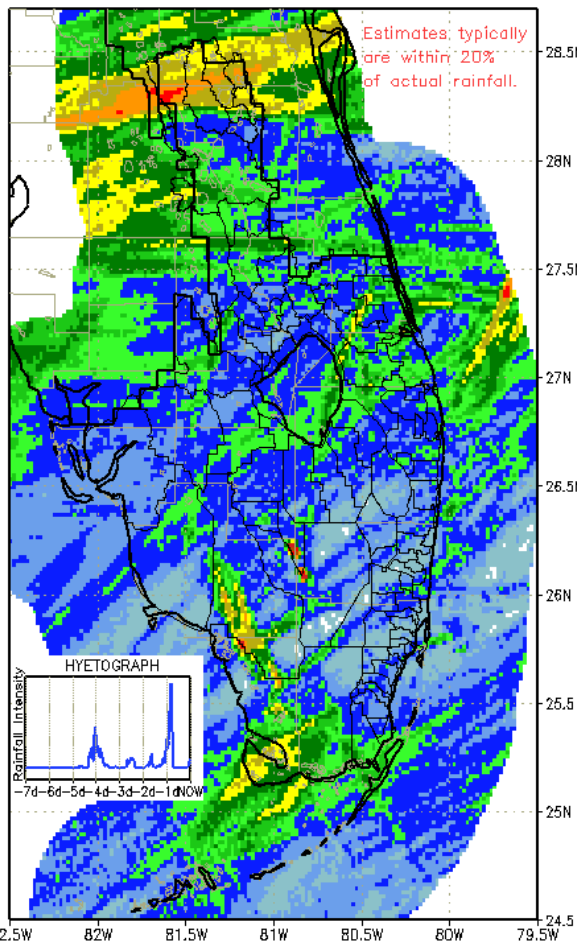 Estimates typically
are within 20%
of actual rainfall.
28.5N
28N
27.5N
27N
26.5N
26N
25.5N
25N
24.5N
HYETOGRAPH
Rainfall Intensity
-7d-6d-5d-4d-3d-2d-1dNOW
2.5W 82W 81.5W 81W 80.5W 80W 79.5W